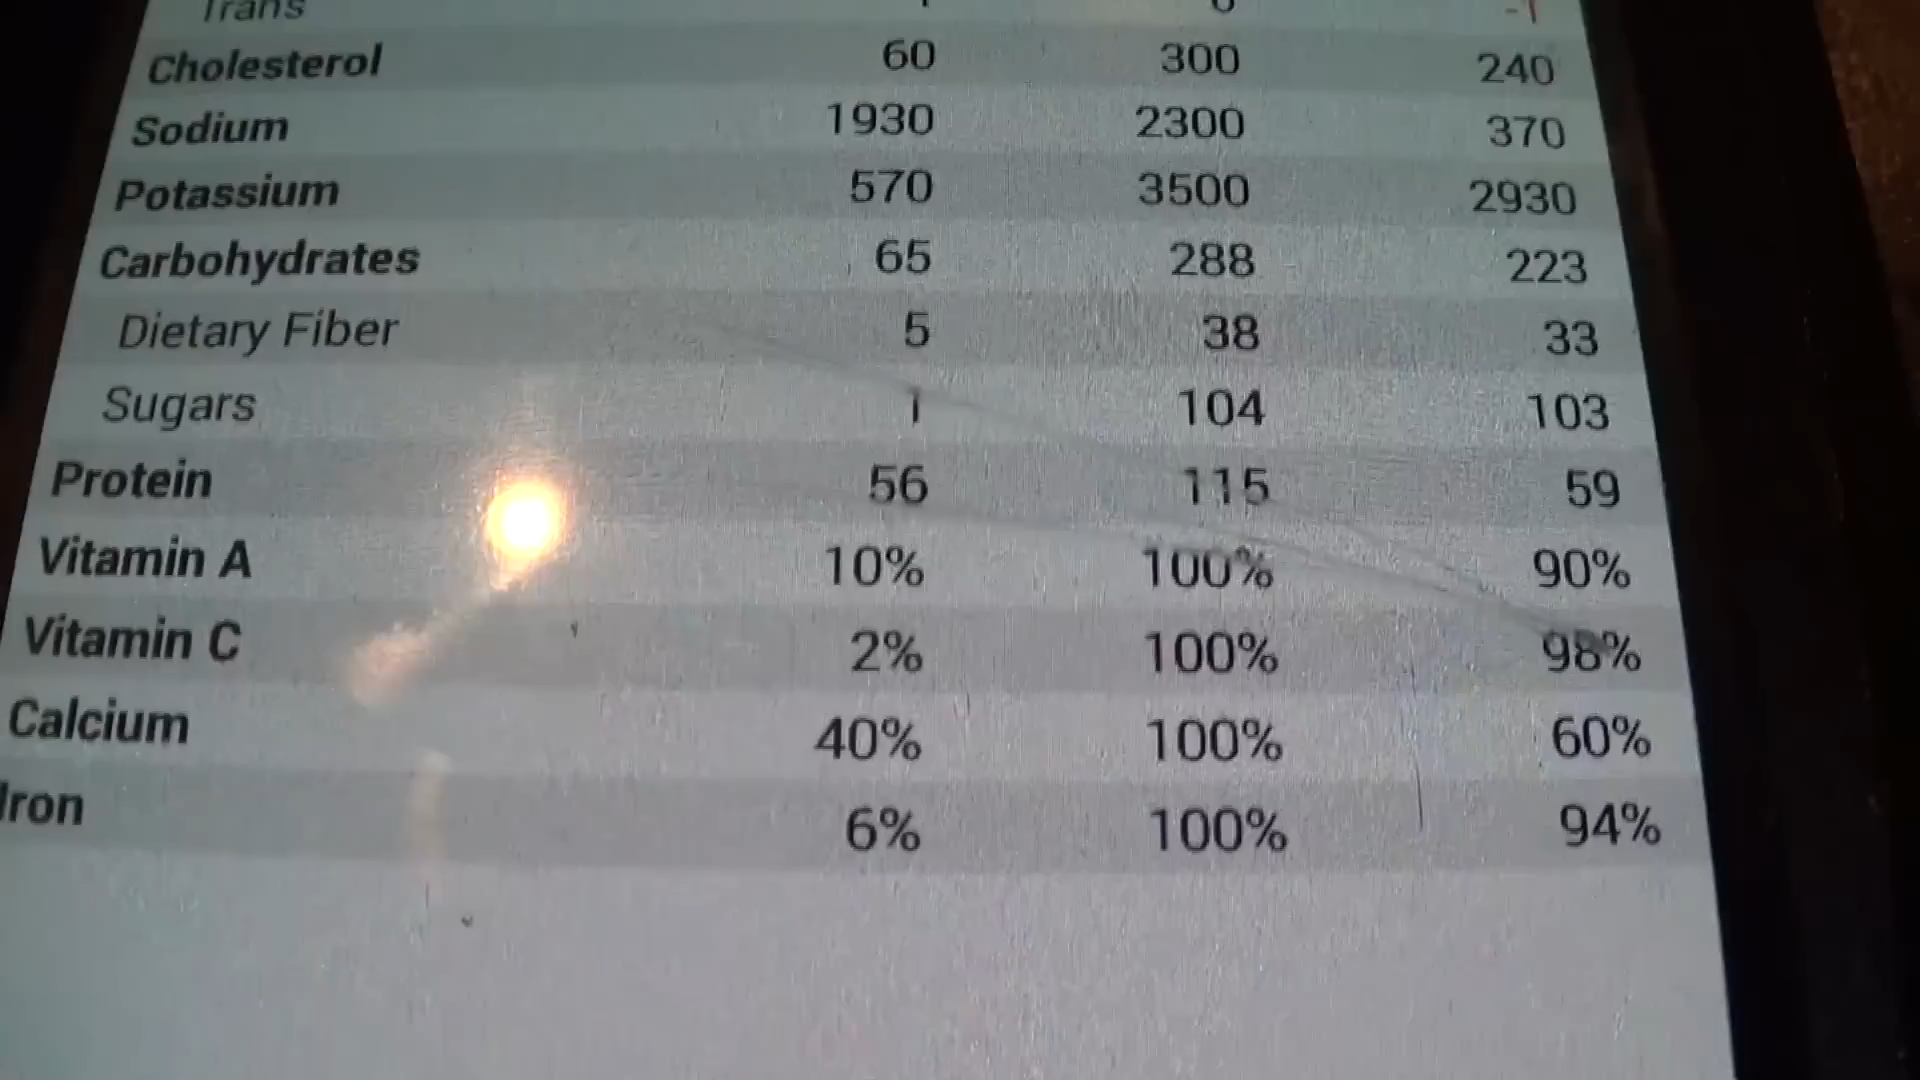 Trans -1
Cholesterol 60 300 240
Sodium 1930 2300 370
Potassium 570 3500 2930
Carbohydrates 65 288 223
Dietary Fiber 5 38 33
Sugars 1 104 103
Protein 56 115 59
Vitamin A 10% 100% 90%
Vitamin C 2% 100% 98%
Calcium 40% 100% 60%
Iron 6% 100% 94%